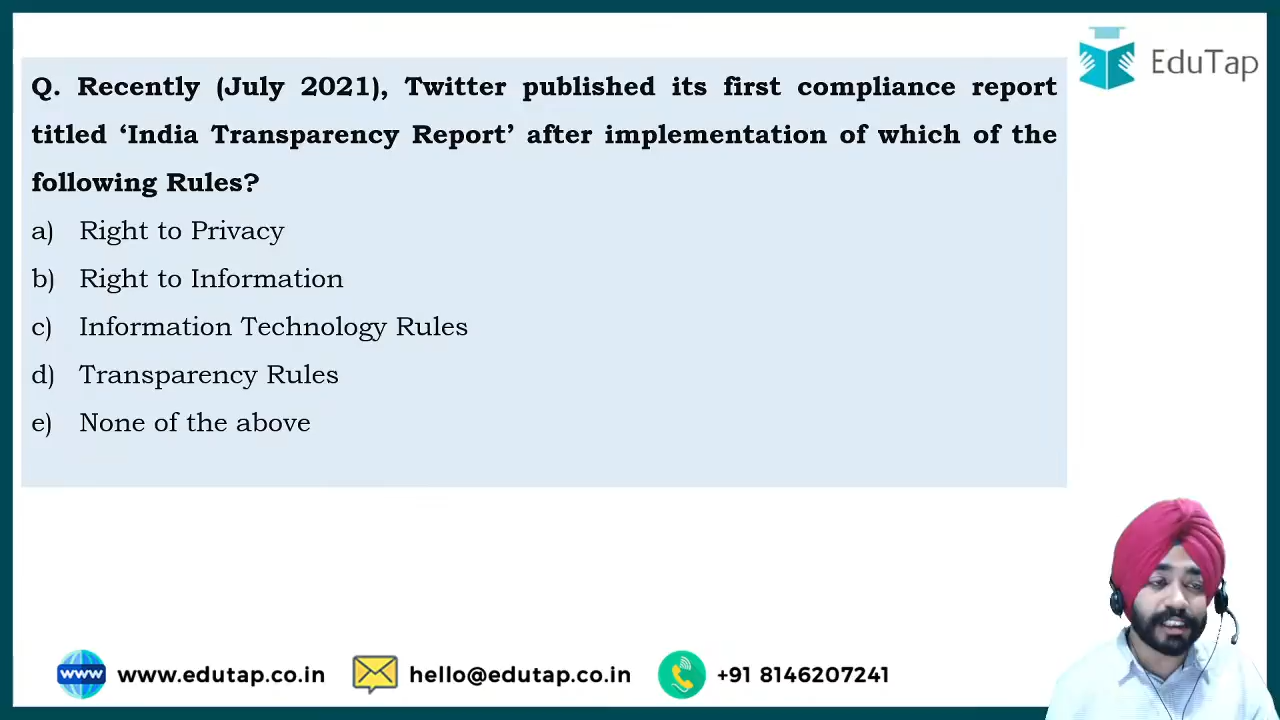 EduTap
Q. Recently (July 2021), Twitter published its first compliance report
titled ‘India Transparency Report’ after implementation of which of the
following Rules?
a) Right to Privacy
b) Right to Information
c) Information Technology Rules
d) Transparency Rules
e) None of the above
www www.edutap.co.in hello@edutap.co.in +91 8146207241